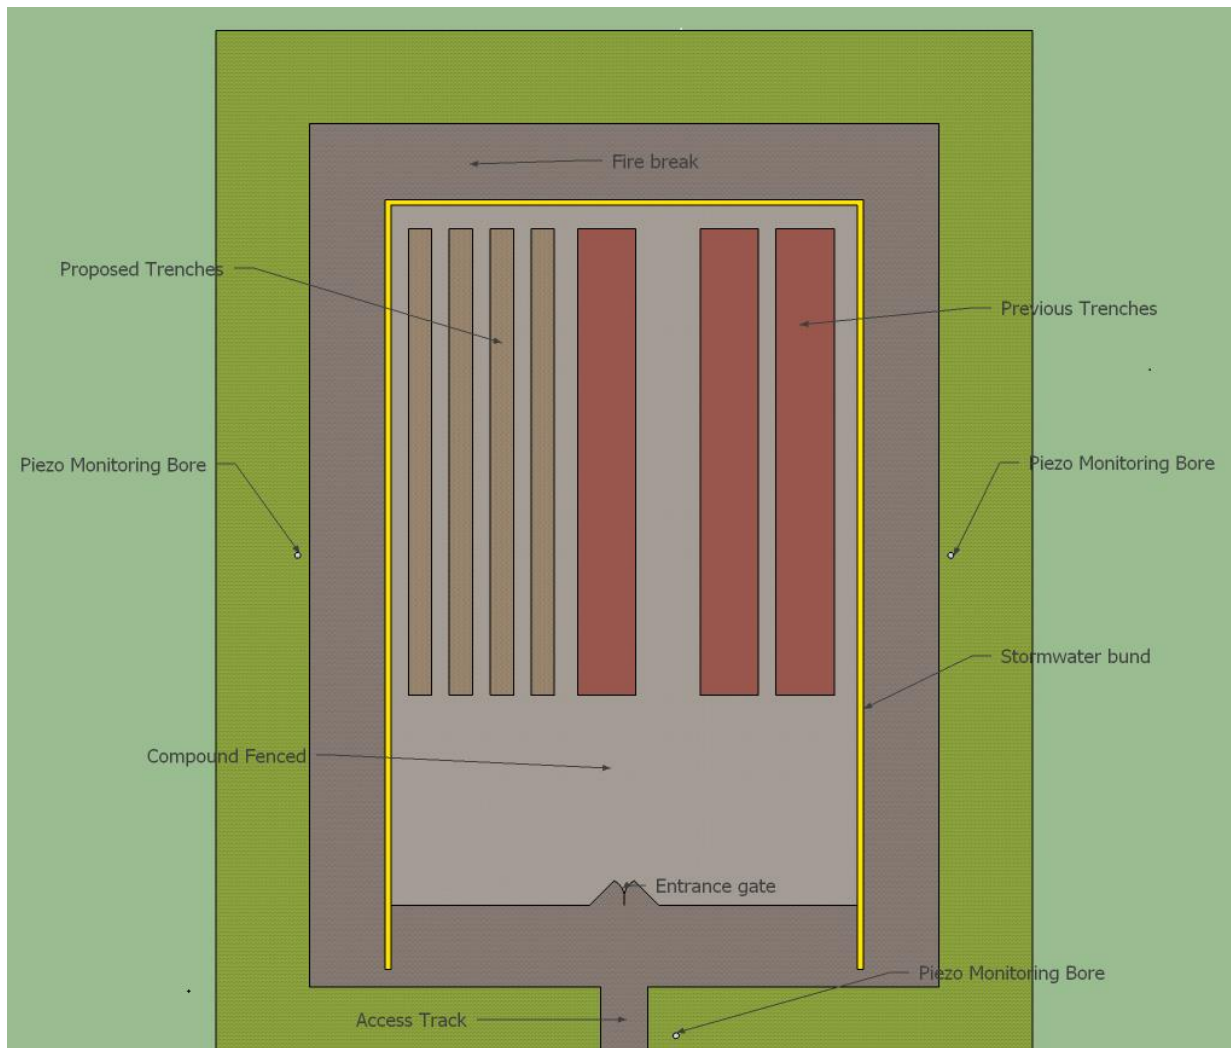 Fire break
Proposed Trenches
Previous Trenches
Piezo Monitoring Bore
Piezo Monitoring Bore
Stormwater bund
Compound Fenced
Entrance gate
Piezo Monitoring Bore
Access Track